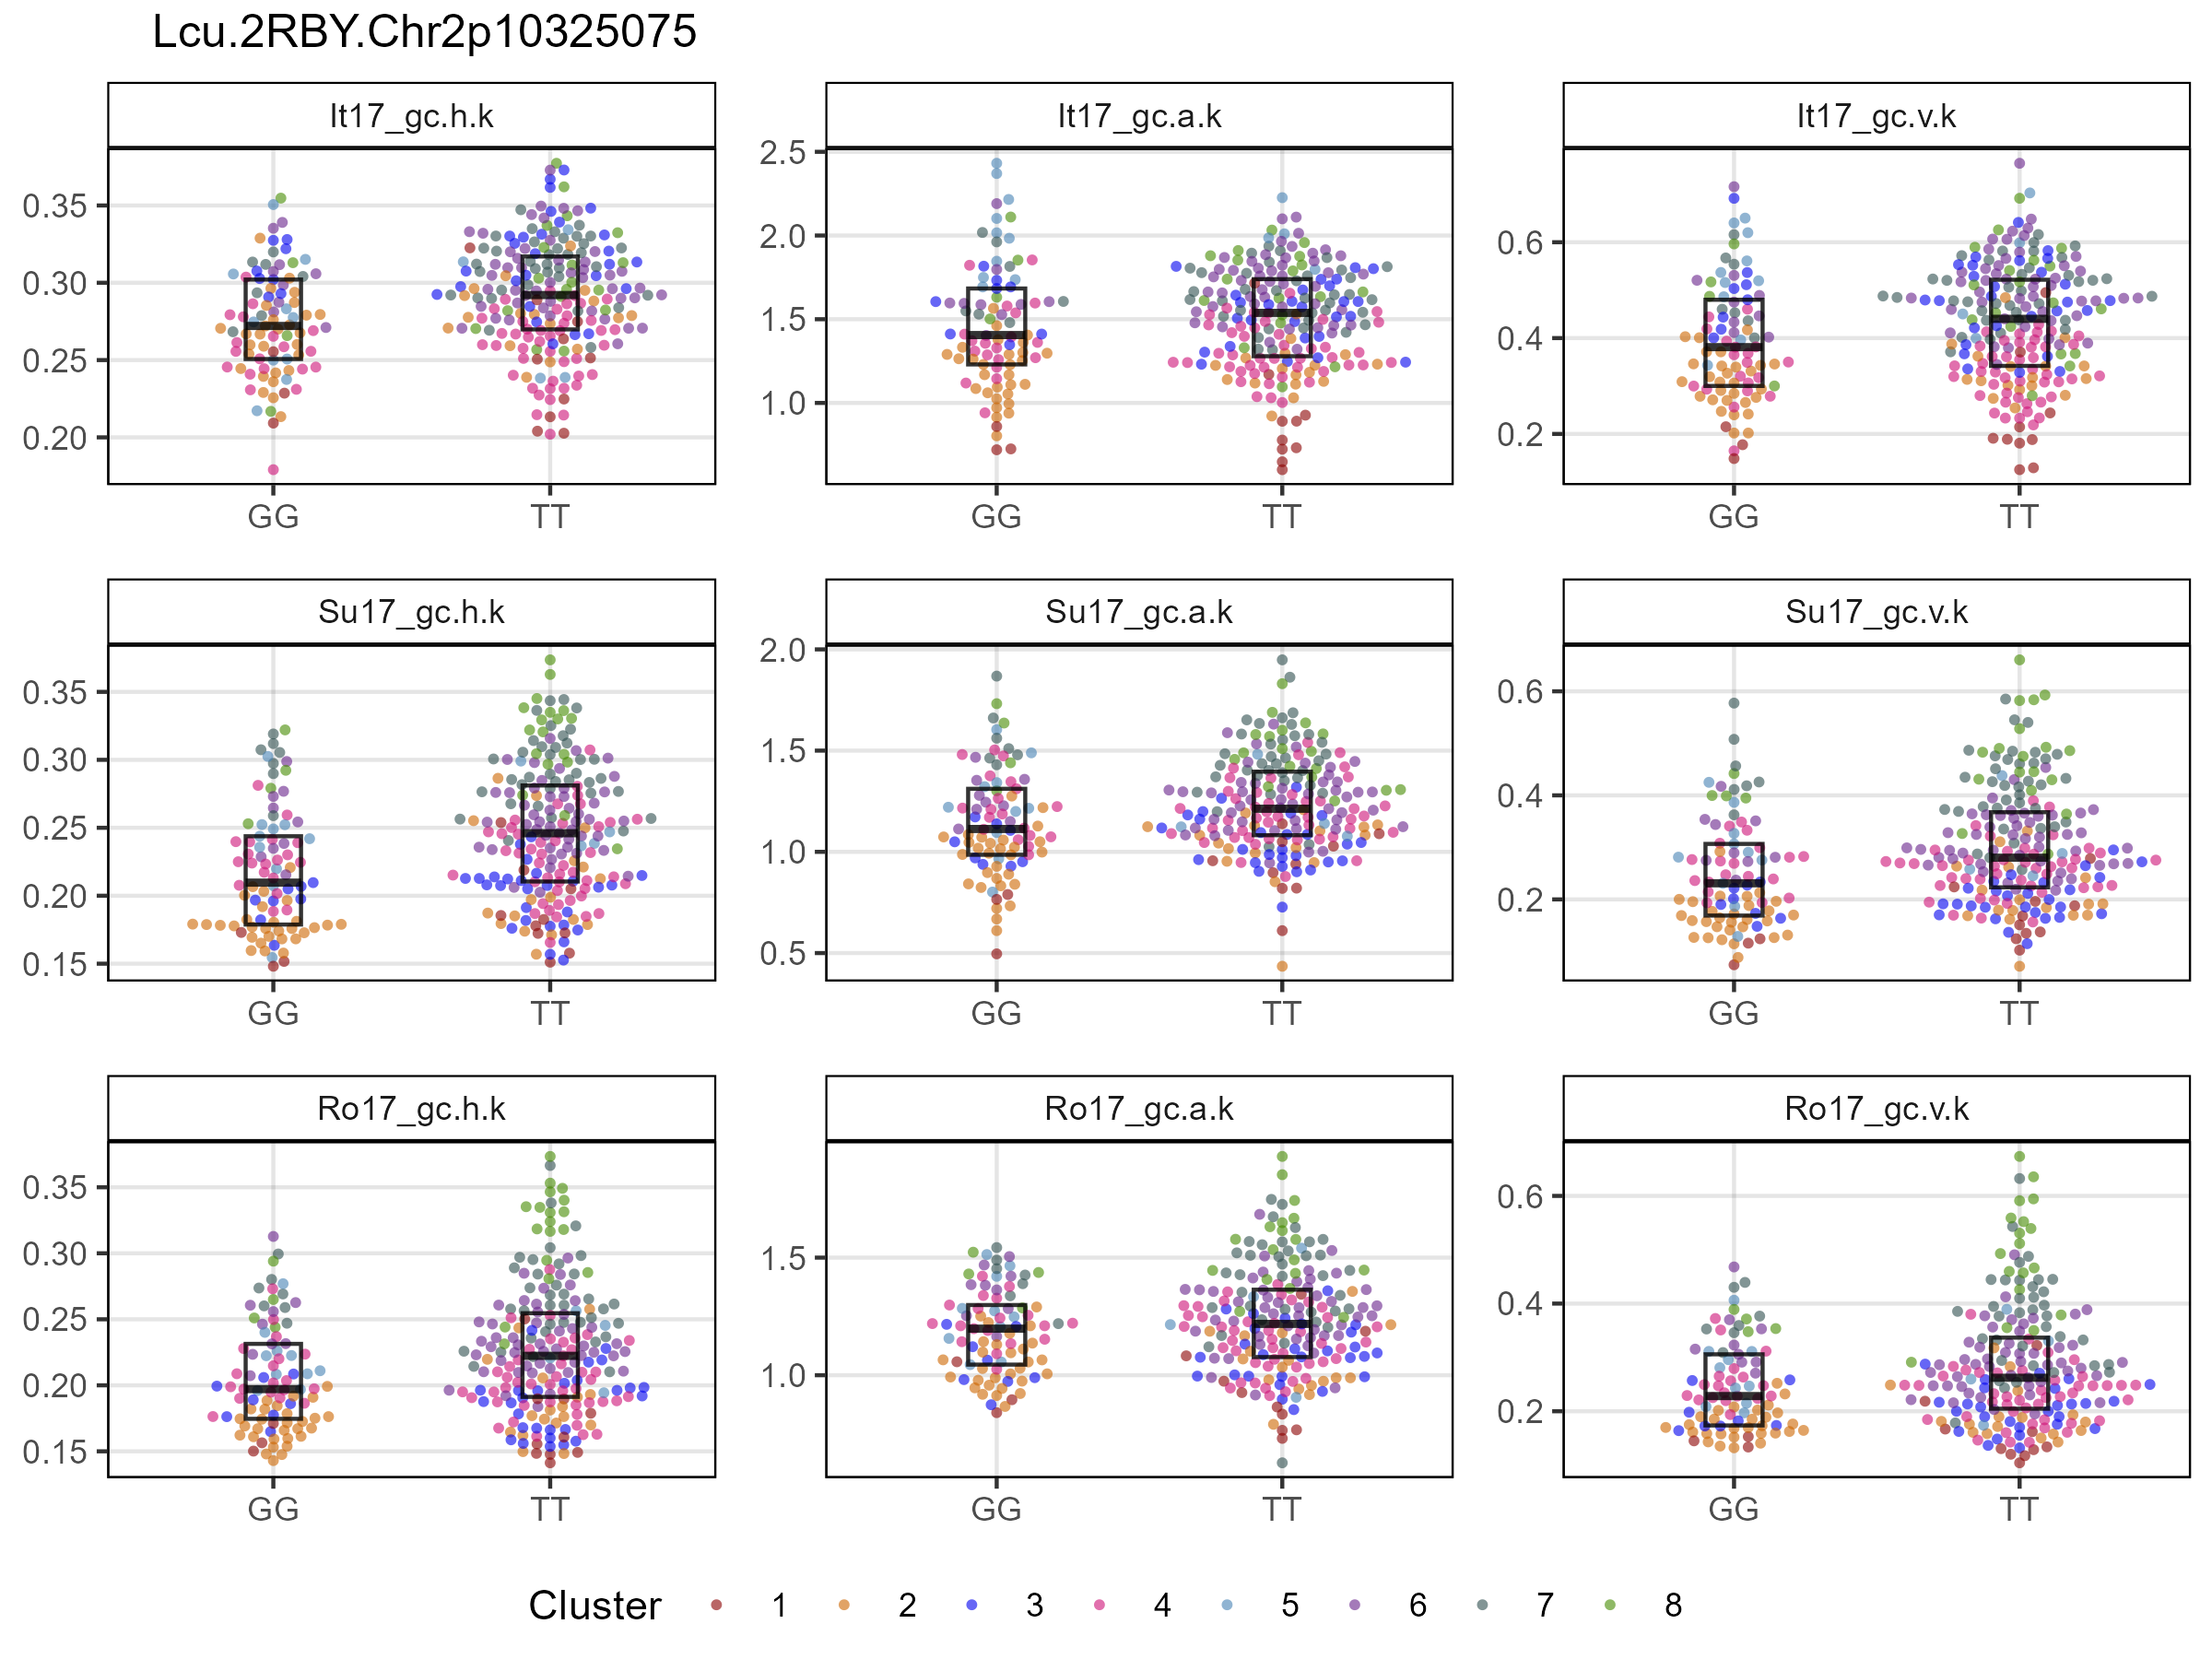 Lcu.2RBY.Chr2p10325075
It17_gc.h.k
It17_gc.a.k
It17_gc.v.k
0.35
0.30
0.25
0.20
GG
TT
2.5
2.0
1.5
1.0
GG
TT
0.6
0.4
0.2
GG
TT
Su17_gc.h.k
Su17_gc.a.k
Su17_gc.v.k
0.35
0.30
0.25
0.20
0.15
GG
TT
2.0
1.5
1.0
0.5
GG
TT
0.6
0.4
0.2
GG
TT
Ro17_gc.h.k
Ro17_gc.a.k
Ro17_gc.v.k
0.35
0.30
0.25
0.20
0.15
GG
TT
1.5
1.0
GG
TT
0.6
0.4
0.2
GG
TT
Cluster 1 2 3 4 5 6 7 8